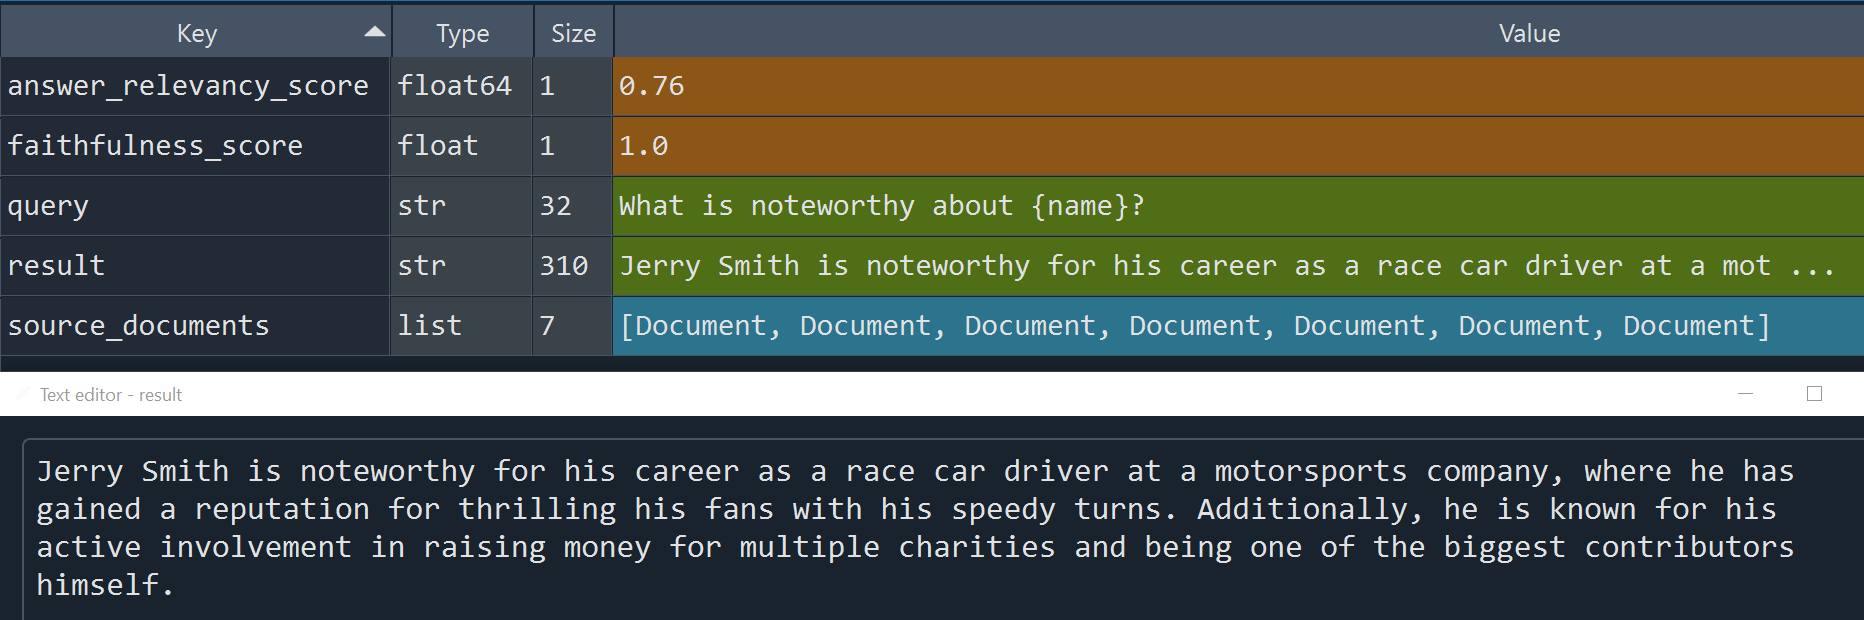 Key Type Size Value
answer_relevancy_score float64 1 0.76
faithfulness_score float 1 1.0
query str 32 What is noteworthy about {name}?
result str 310 Jerry Smith is noteworthy for his career as a race car driver at a mot ...
source_documents list 7 [Document, Document, Document, Document, Document, Document, Document]
Text editor - result
Jerry Smith is noteworthy for his career as a race car driver at a motorsports company, where he has
gained a reputation for thrilling his fans with his speedy turns. Additionally, he is known for his
active involvement in raising money for multiple charities and being one of the biggest contributors
himself.